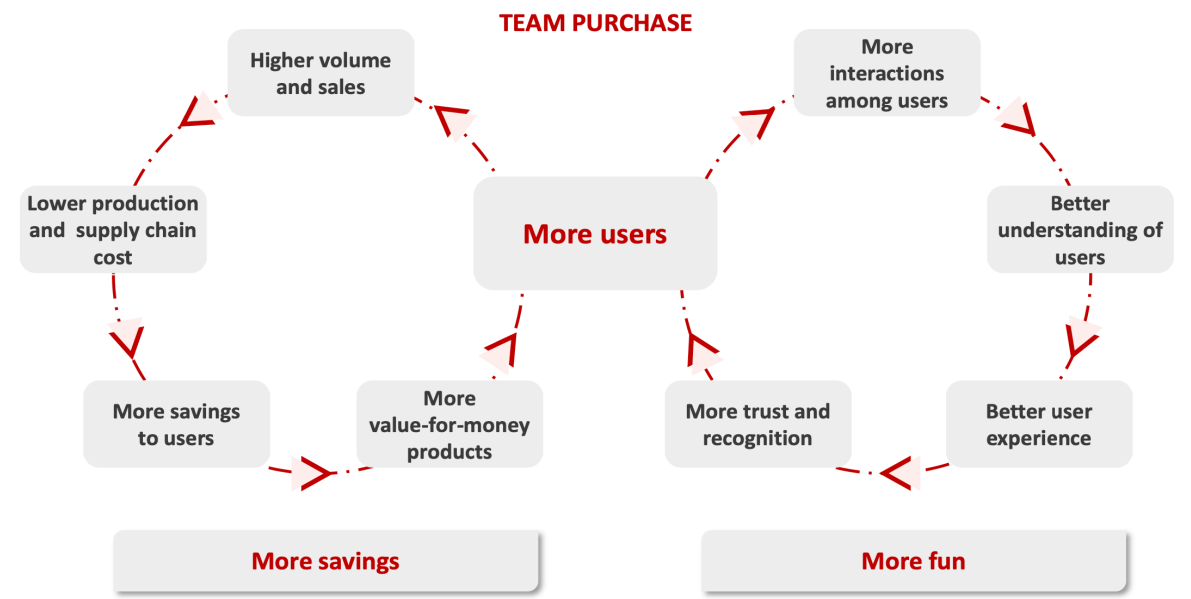 TEAM PURCHASE
Higher volume
and sales
Lower production
and supply chain
cost
More savings
to users
More
value-for-money
products
More users
More
interactions
among users
Better
understanding of
users
Better user
experience
More trust and
recognition
More savings
More fun